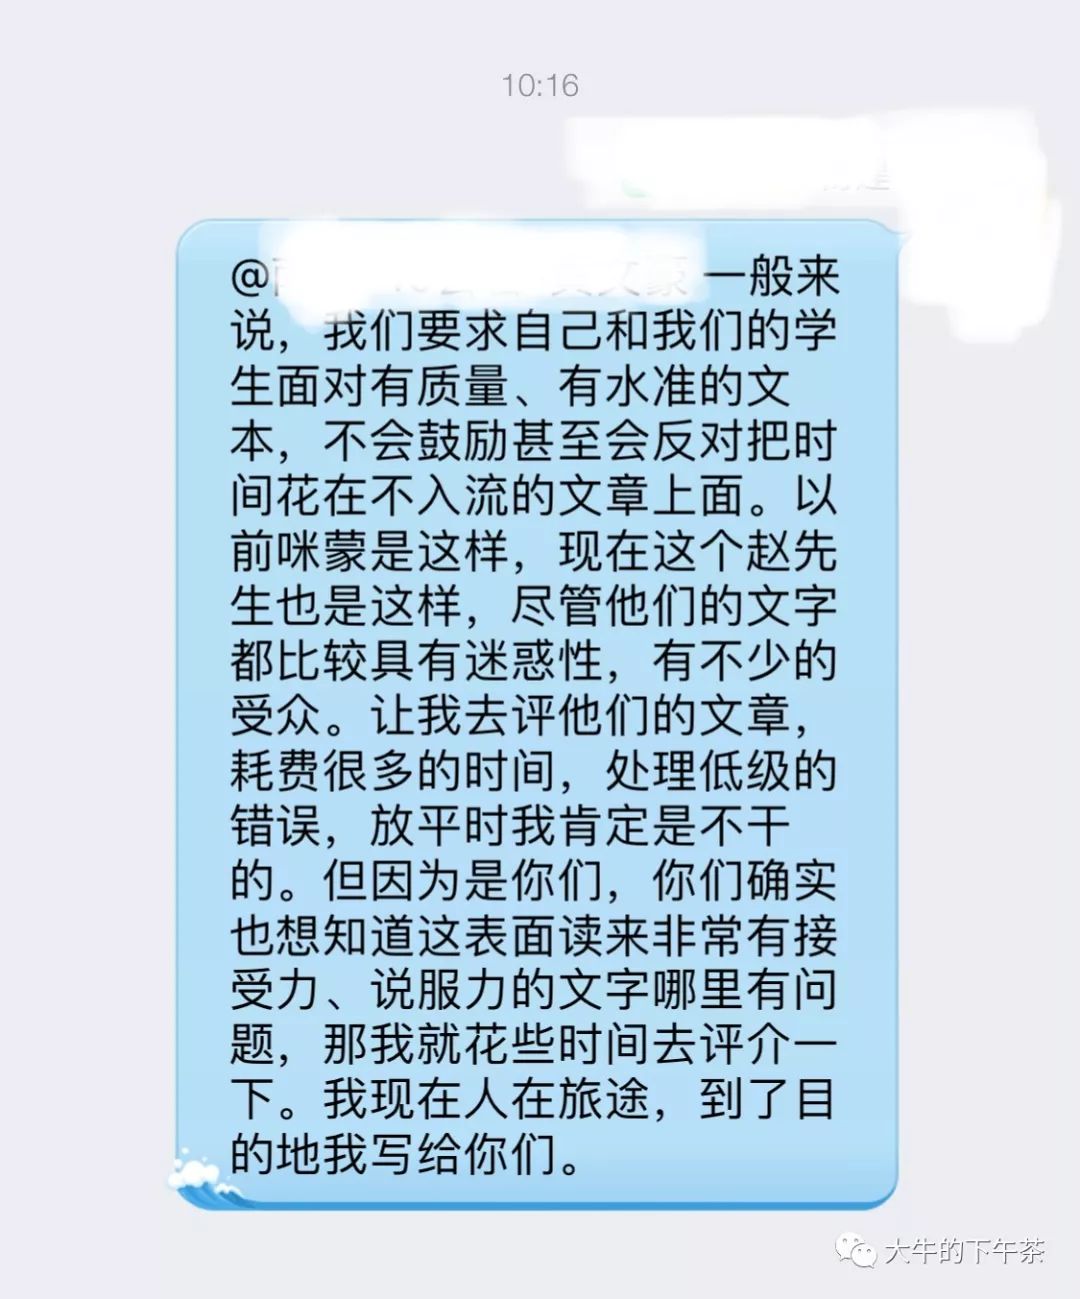 10:16
@ 一般来
说，我们要求自己和我们的学
生面对有质量、有水准的文
本，不会鼓励甚至会反对把时
间花在不入流的文章上面。以
前咪蒙是这样，现在这个赵先
生也是这样，尽管他们的文字
都比较具有迷惑性，有不少的
受众。让我去评他们的文章，
耗费很多的时间，处理低级的
错误，放平时我肯定是不干
的。但因为是你们，你们确实
也想知道这表面读来非常有接
受力、说服力的文字哪里有问
题，那我就花些时间去评介一
下。我现在人在旅途，到了目
的地我写给你们。
大牛的下午茶